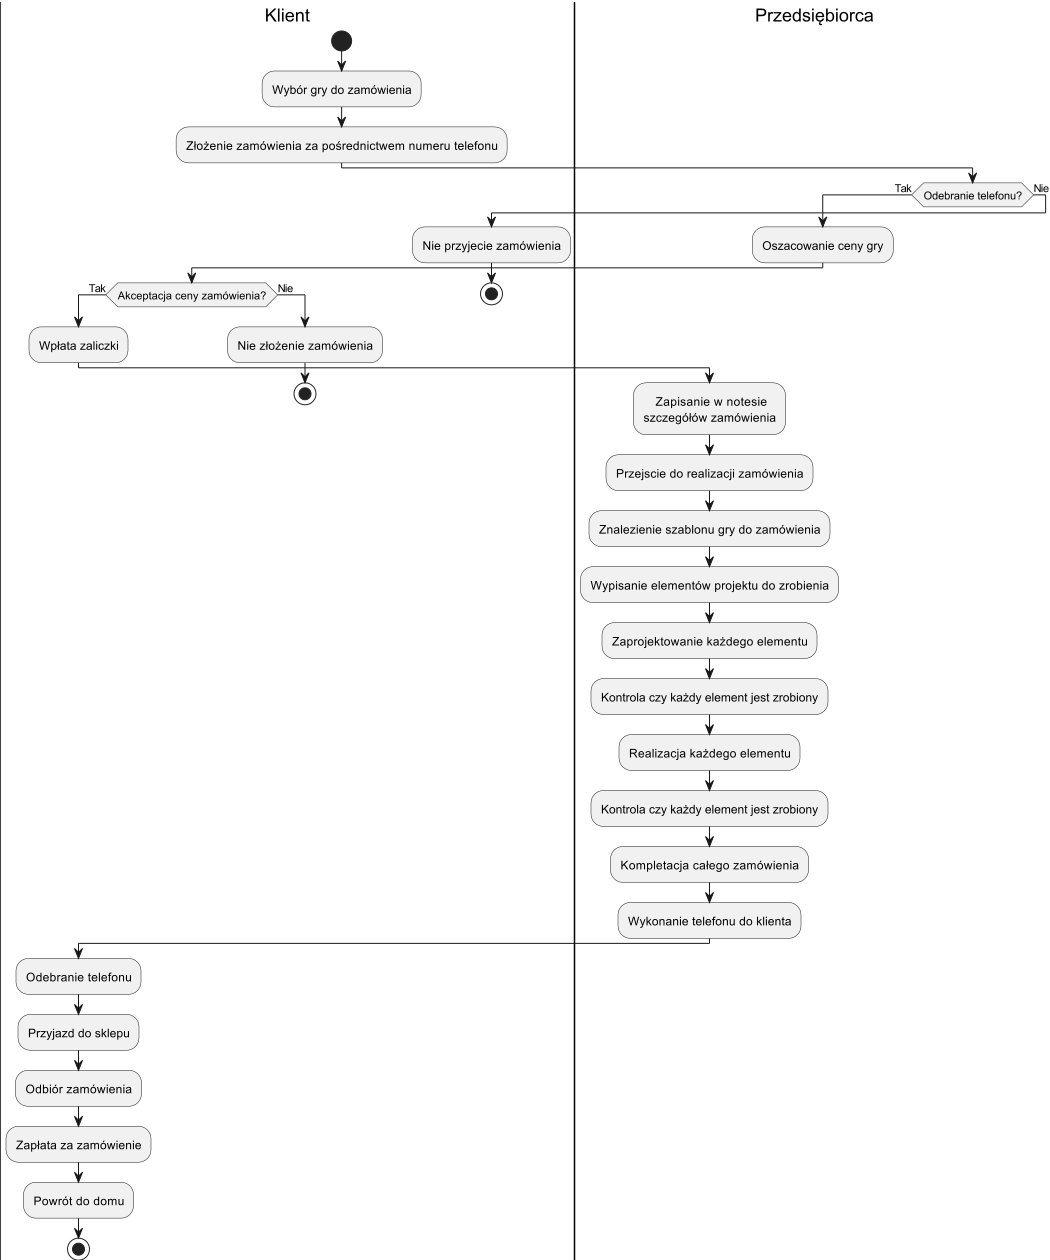 Klient
Przedsiębiorca
Wybór gry do zamówienia
Złożenie zamówienia za pośrednictwem numeru telefonu
Tak
Odebranie telefonu?
Nie
Nie przyjecie zamówienia
Oszacowanie ceny gry
Tak
Akceptacja ceny zamówienia?
Nie
Wpłata zaliczki
Nie złożenie zamówienia
Zapisanie w notesie
szczegółów zamówienia
Przejscie do realizacji zamówienia
Znalezienie szablonu gry do zamówienia
Wypisanie elementów projektu do zrobienia
Zaprojektowanie każdego elementu
Kontrola czy każdy element jest zrobiony
Realizacja każdego elementu
Kontrola czy każdy element jest zrobiony
Kompletacja całego zamówienia
Wykonanie telefonu do klienta
Odebranie telefonu
Przyjazd do sklepu
Odbiór zamówienia
Zapłata za zamówienie
Powrót do domu